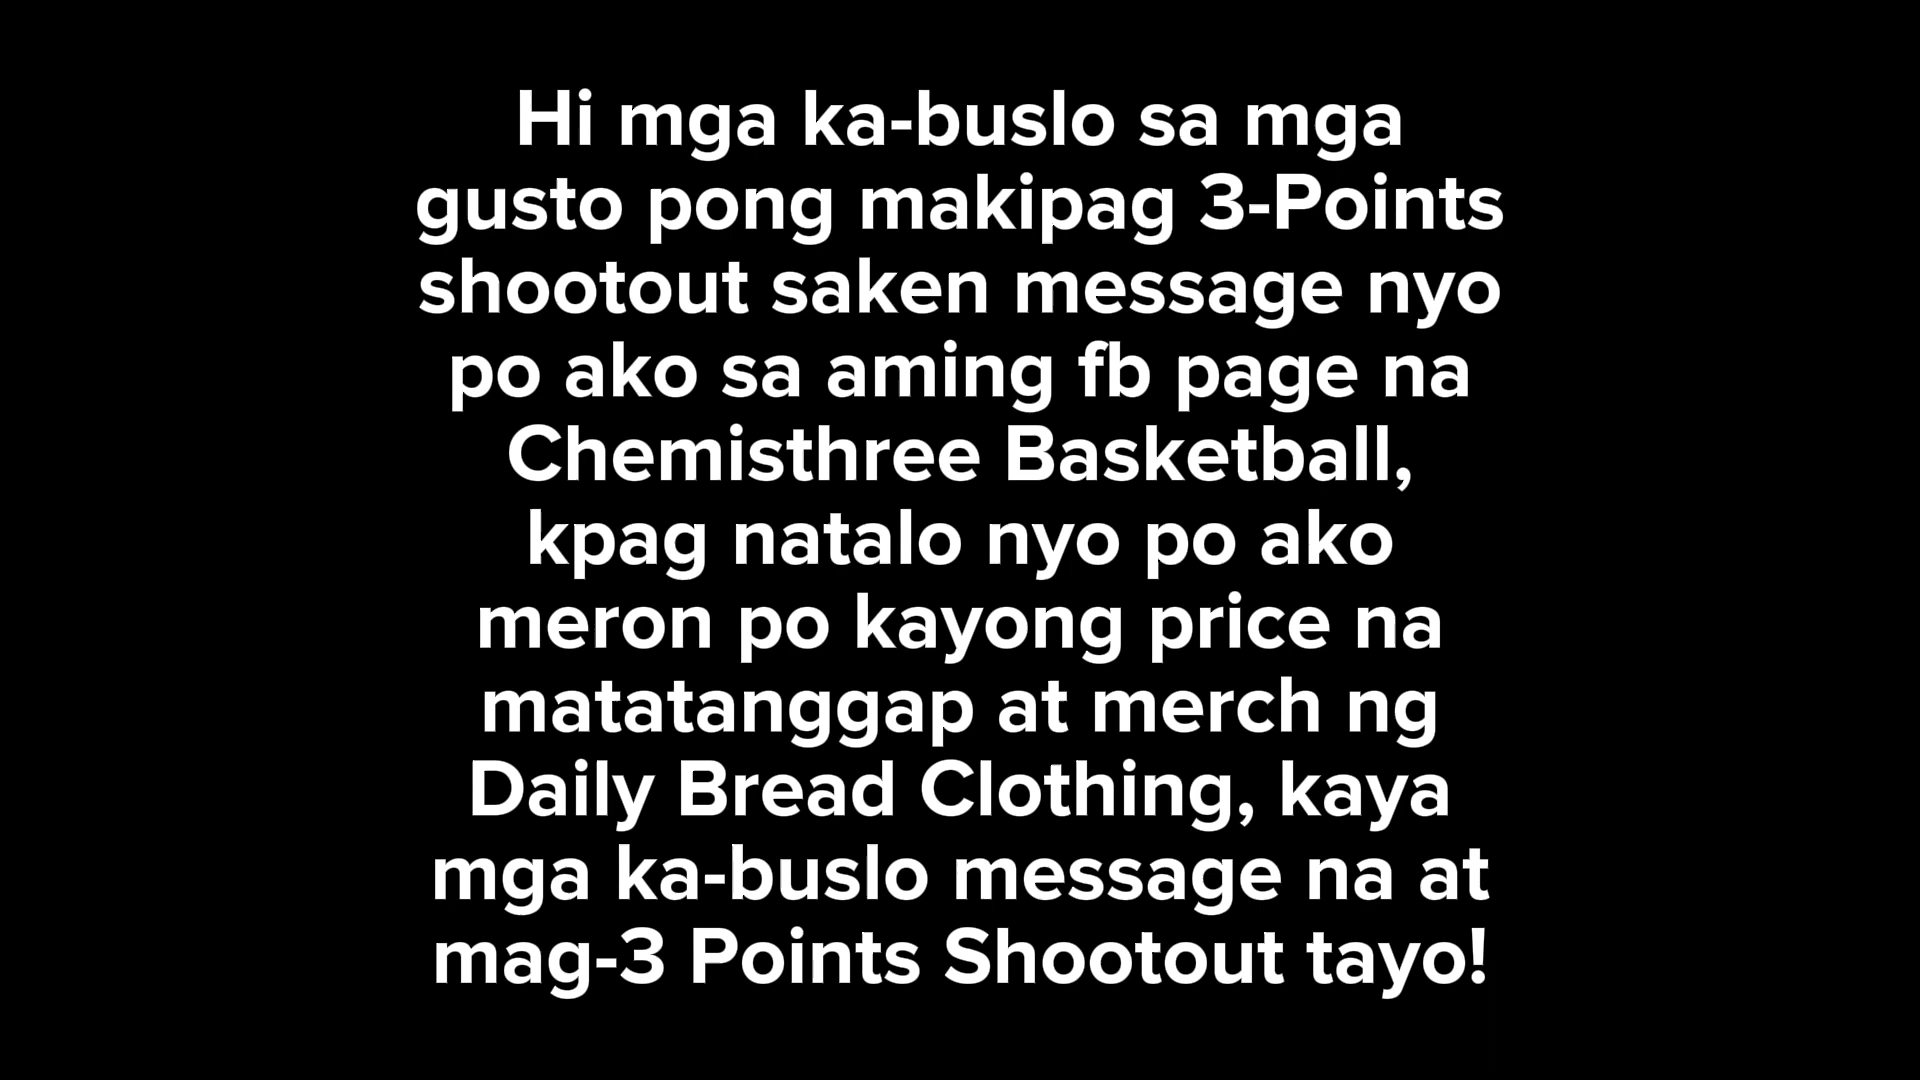 Hi mga ka-buslo sa mga
gusto pong makipag 3-Points
shootout saken message nyo
po ako sa aming fb page na
Chemisthree Basketball,
kpag natalo nyo po ako
meron po kayong price na
matatanggap at merch ng
Daily Bread Clothing, kaya
mga ka-buslo message na at
mag-3 Points Shootout tayo!